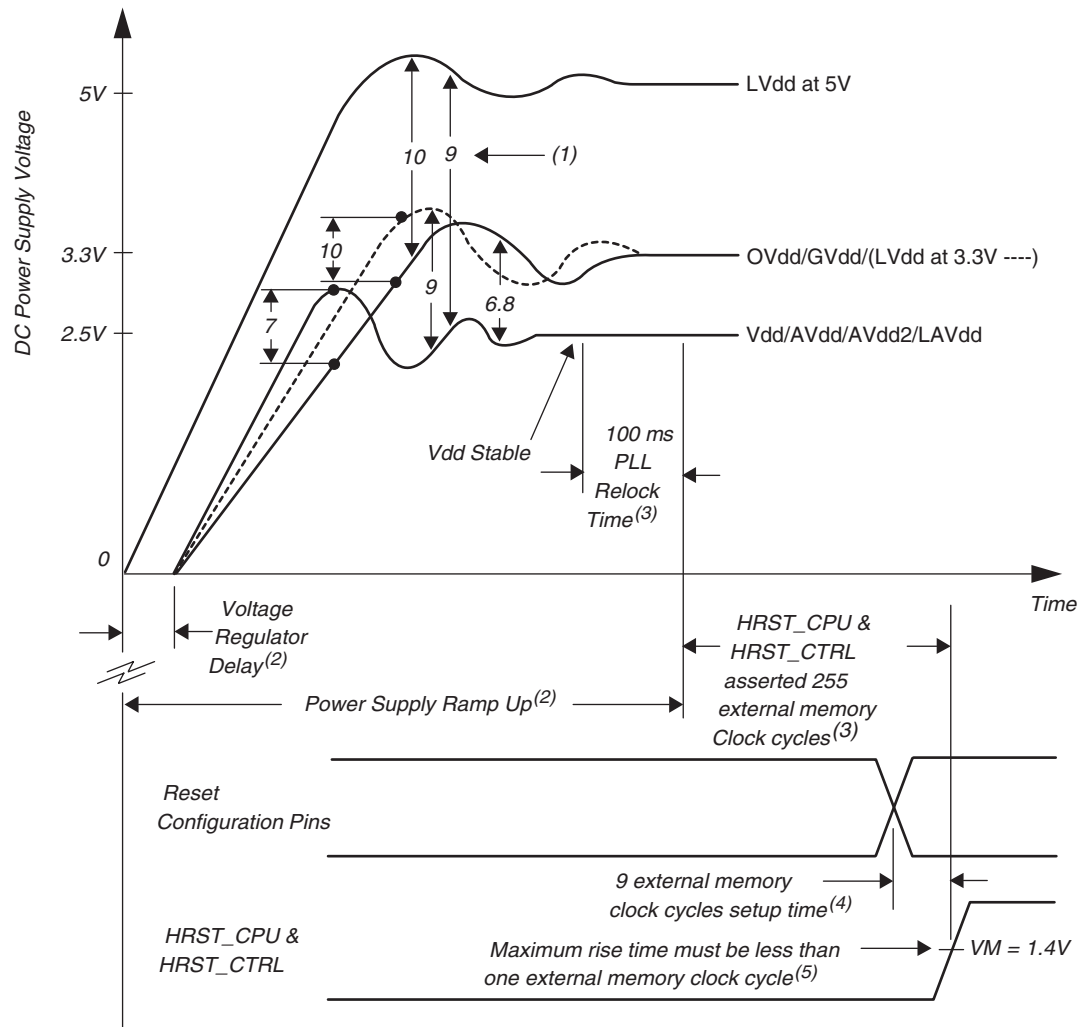 DC Power Supply Voltage
5V
3.3V
2.5V
0
LVdd at 5V
10
9
(1)
10
7
9
6.8
OVdd/GVdd/(LVdd at 3.3V ----)
Vdd/AVdd/AVdd2/LAVdd
Vdd Stable
100 ms
PLL
Relock
Time(3)
Time
Voltage
Regulator
Delay(2)
Power Supply Ramp Up(2)
HRST_CPU &
HRST_CTRL
asserted 255
external memory
Clock cycles(3)
Reset
Configuration Pins
9 external memory
clock cycles setup time(4)
HRST_CPU &
HRST_CTRL
Maximum rise time must be less than
one external memory clock cycle(5)
VM = 1.4V